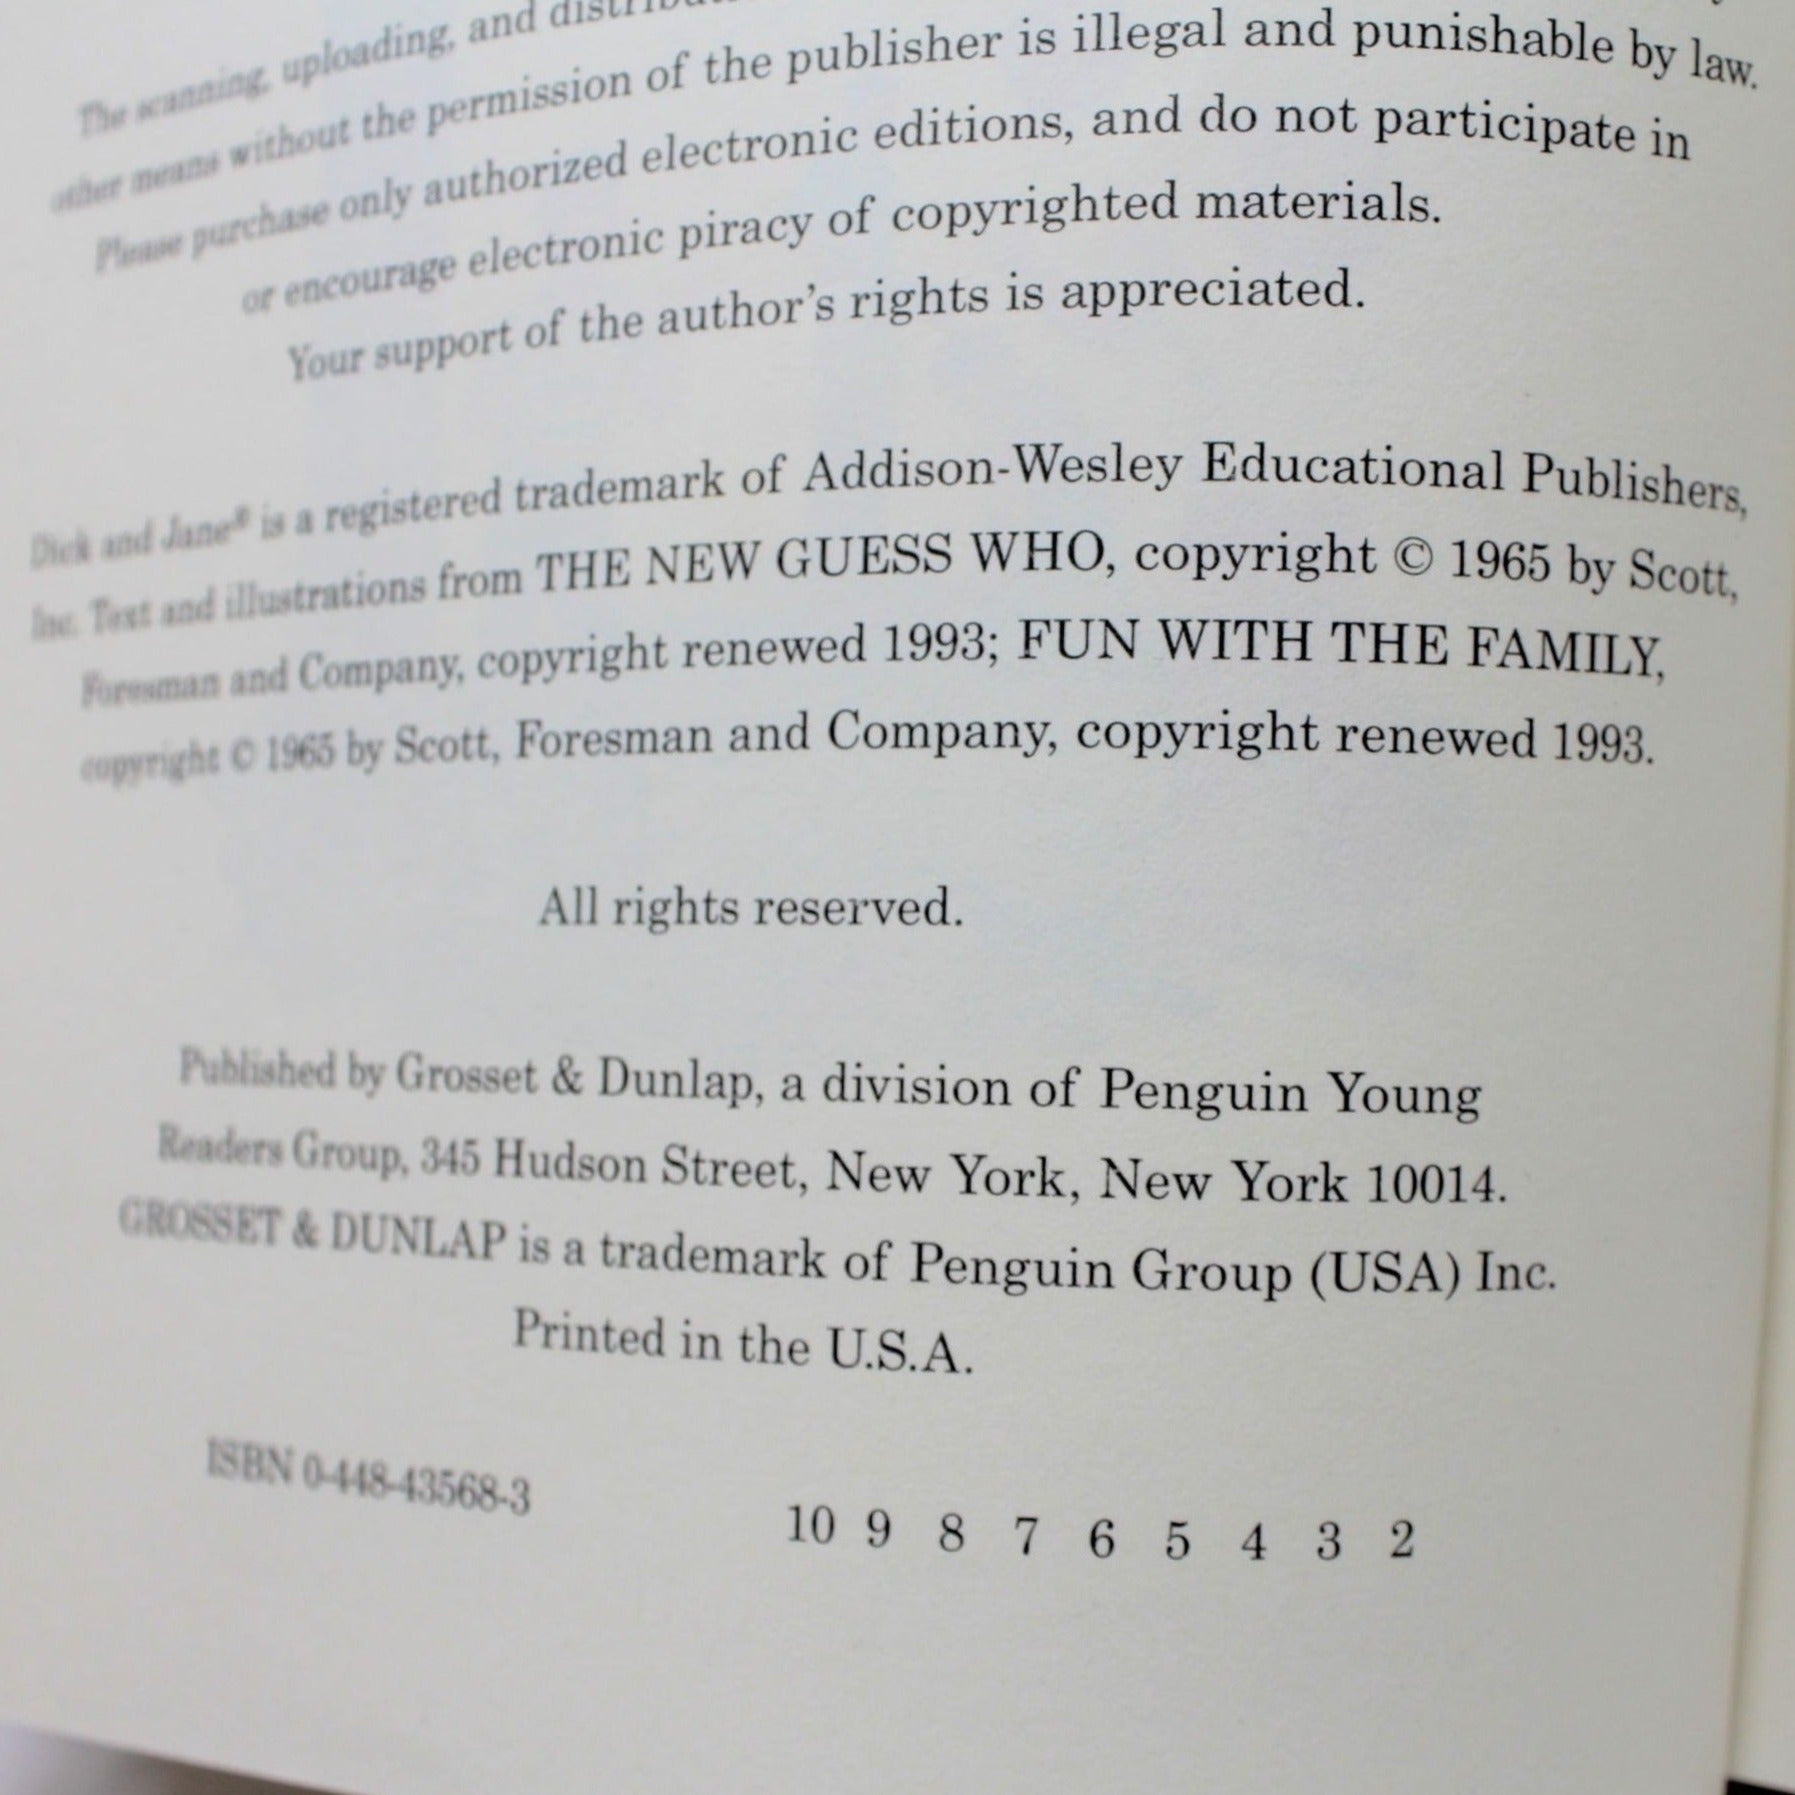 The scanning, uploading, and
other means without the permission of the publisher is illegal and punishable by law.
Please purchase only authorized electronic editions, and do not participate in
or encourage electronic piracy of copyrighted materials.
Your support of the author's rights is appreciated.
Dick and Jane® is a registered trademark of Addison-Wesley Educational Publishers,
Inc. Text and illustrations from THE NEW GUESS WHO, copyright © 1965 by Scott,
Foresman and Company, copyright renewed 1993; FUN WITH THE FAMILY,
copyright © 1965 by Scott, Foresman and Company, copyright renewed 1993.
All rights reserved.
Published by Grosset & Dunlap, a division of Penguin Young
Readers Group, 345 Hudson Street, New York, New York 10014.
GROSSET & DUNLAP is a trademark of Penguin Group (USA) Inc.
Printed in the U.S.A.
ISBN 0-448-43568-3
10 9 8 7 6 5 4 3 2